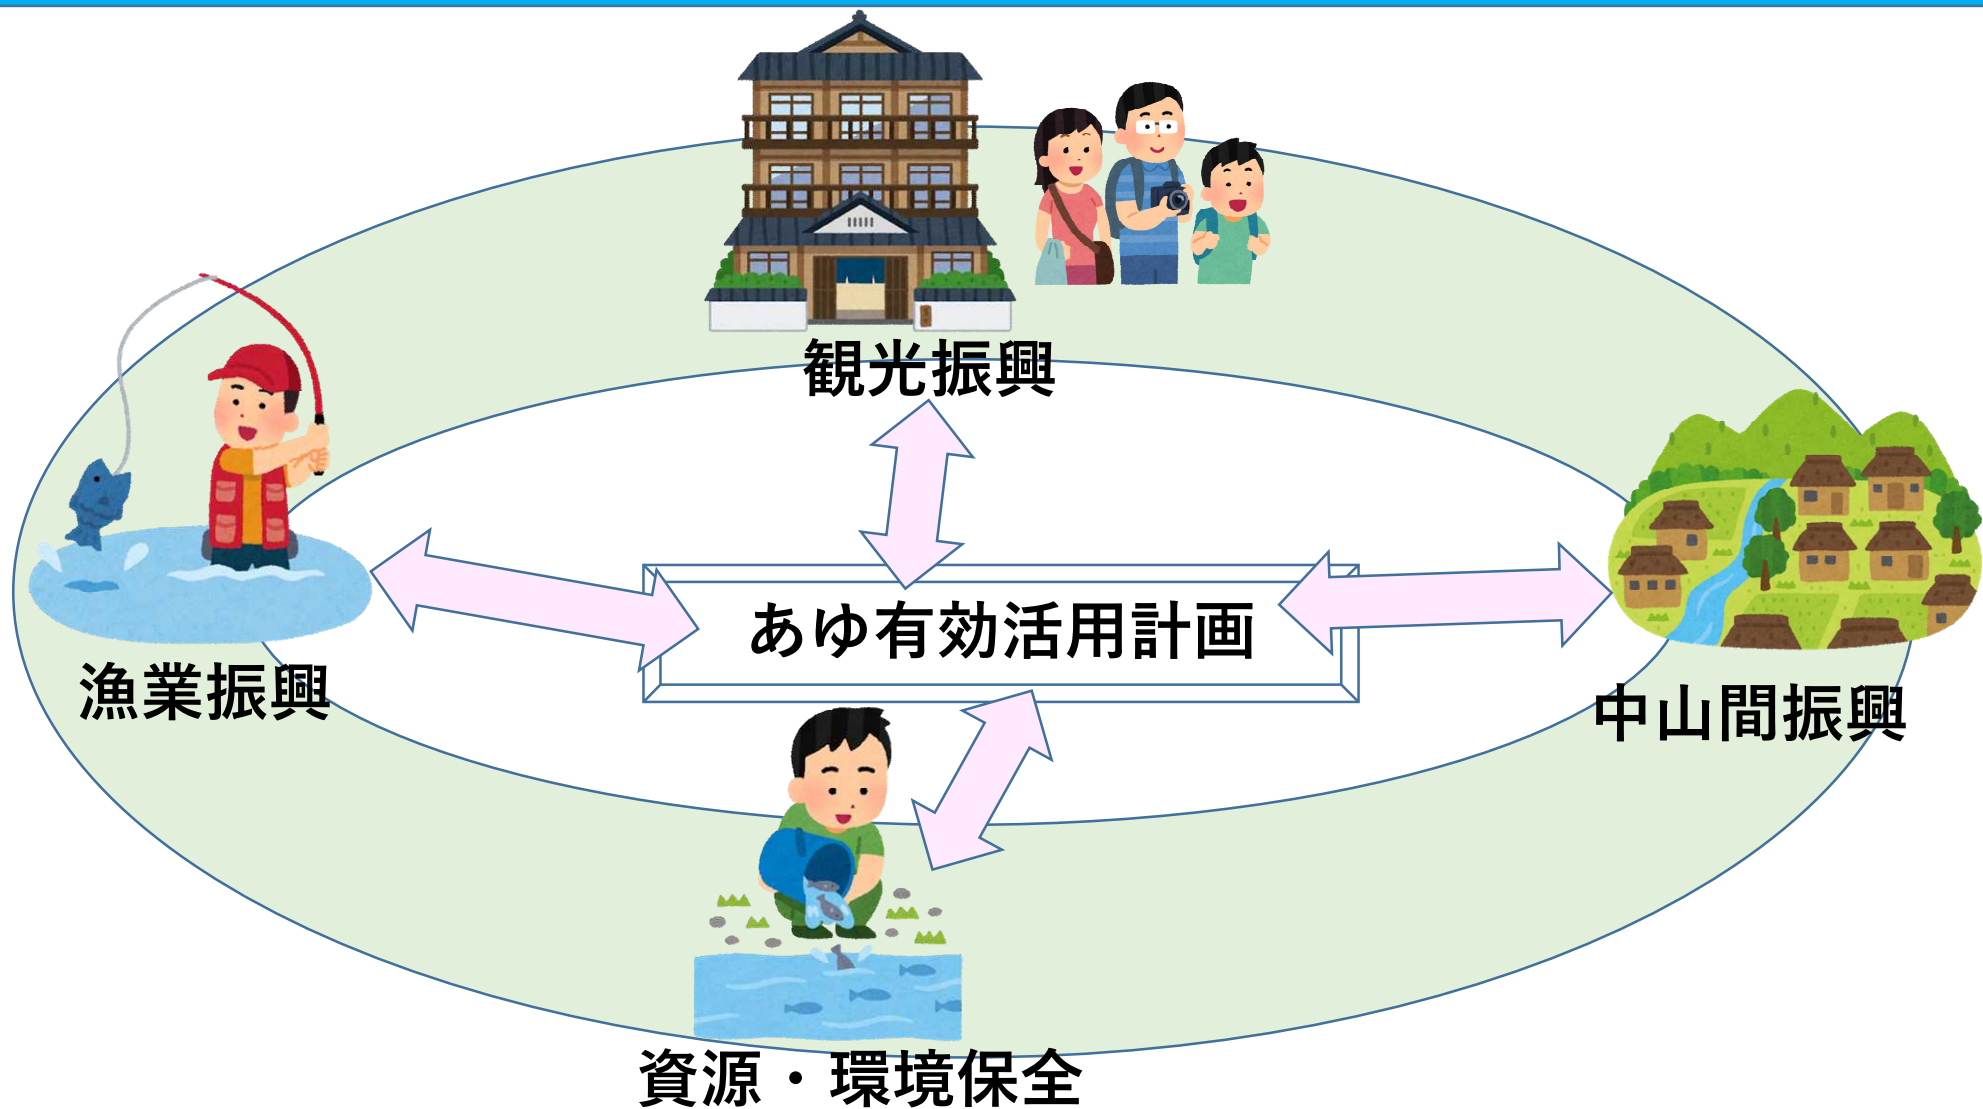 観光振興
あゆ有効活用計画
漁業振興
中山間振興
資源・環境保全